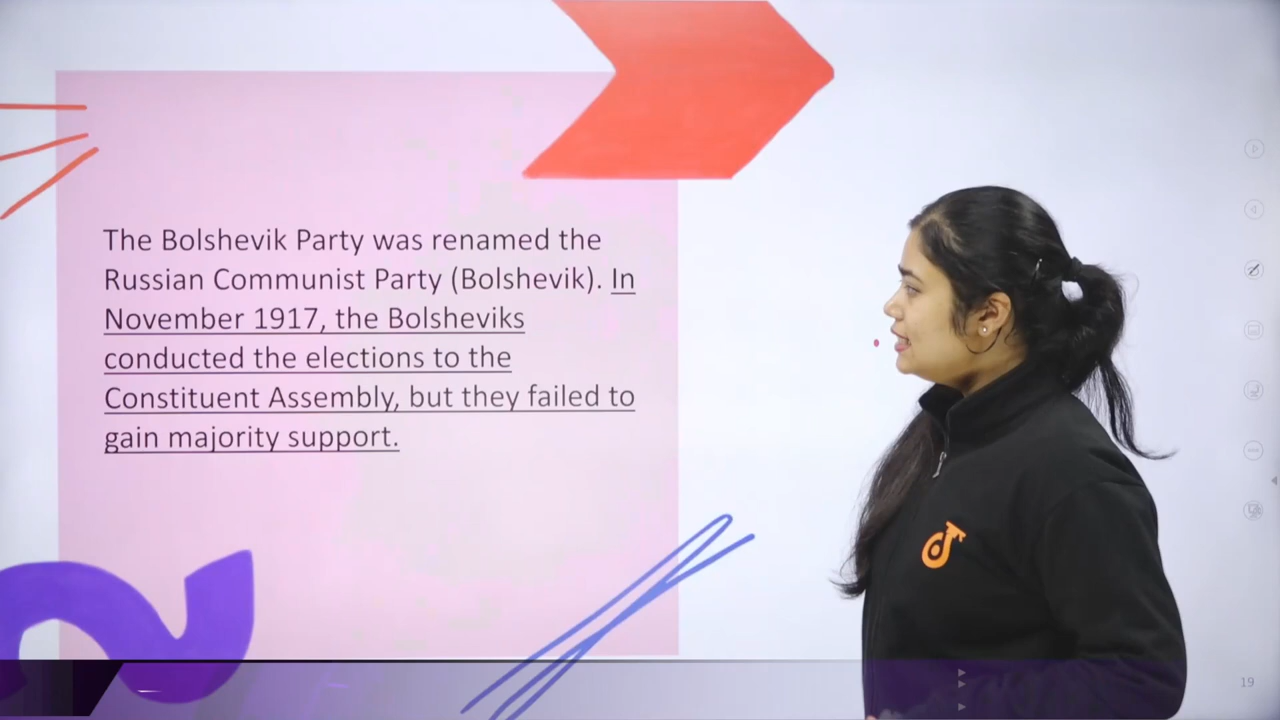 The Bolshevik Party was renamed the
Russian Communist Party (Bolshevik). In
November 1917, the Bolsheviks
conducted the elections to the
Constituent Assembly, but they failed to
gain majority support.
19